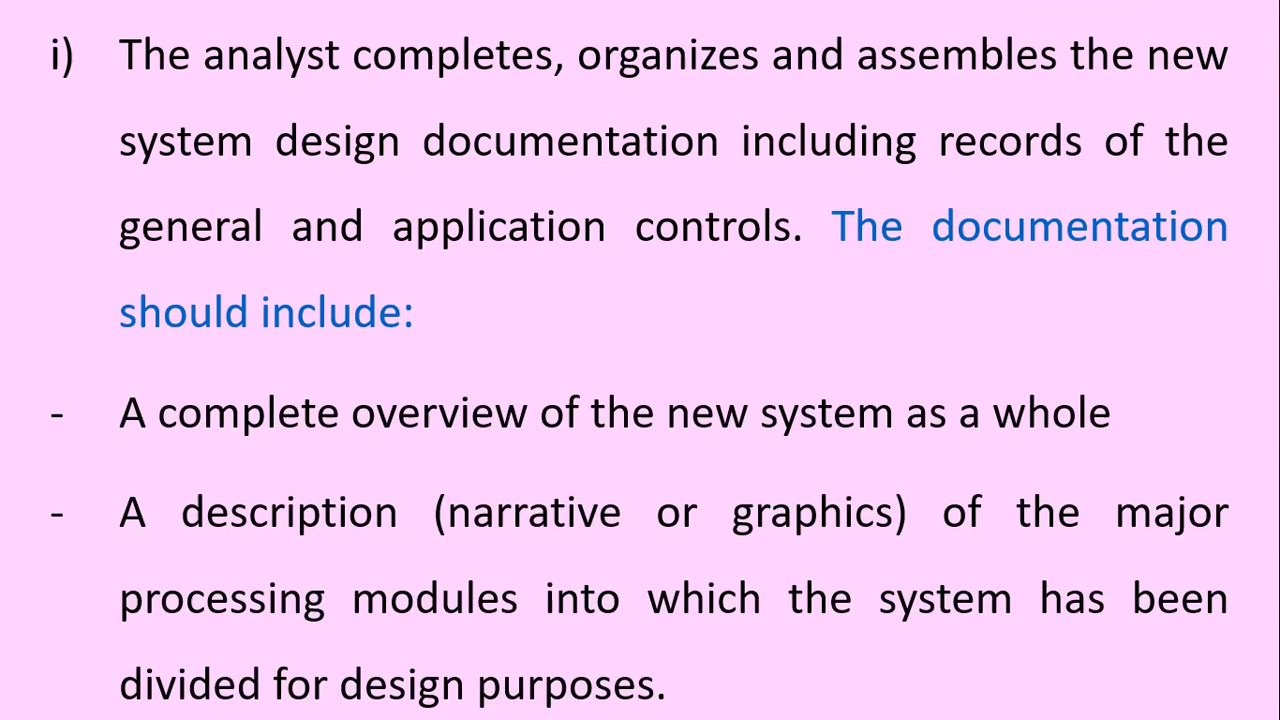 i) The analyst completes, organizes and assembles the new
system design documentation including records of the
general and application controls. The documentation
should include:
- A complete overview of the new system as a whole
- A description (narrative or graphics) of the major
processing modules into which the system has been
divided for design purposes.